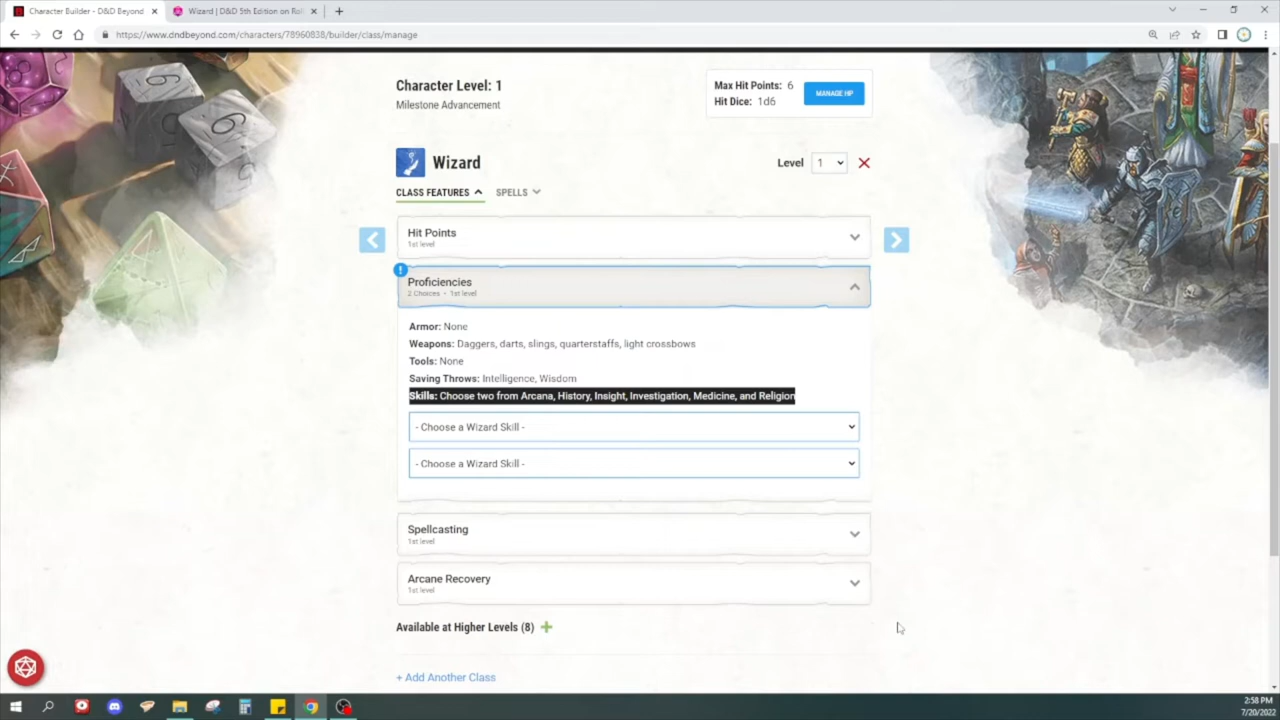 Character Builder - D&D Beyond
Wizard | D&D 5th Edition on Roll
https://www.dndbeyond.com/characters/78960838/builder/class/manage
Character Level: 1
Milestone Advancement
Max Hit Points: 6
Hit Dice: 1d6
MANAGE HP
Wizard
Level 1
CLASS FEATURES
SPELLS
Hit Points
1st level
Proficiencies
2 Choices • 1st level
Armor: None
Weapons: Daggers, darts, slings, quarterstaffs, light crossbows
Tools: None
Saving Throws: Intelligence, Wisdom
Skills: Choose two from Arcana, History, Insight, Investigation, Medicine, and Religion
- Choose a Wizard Skill -
- Choose a Wizard Skill -
Spellcasting
1st level
Arcane Recovery
1st level
Available at Higher Levels (8)
+ Add Another Class
2:58 PM
7/20/2022